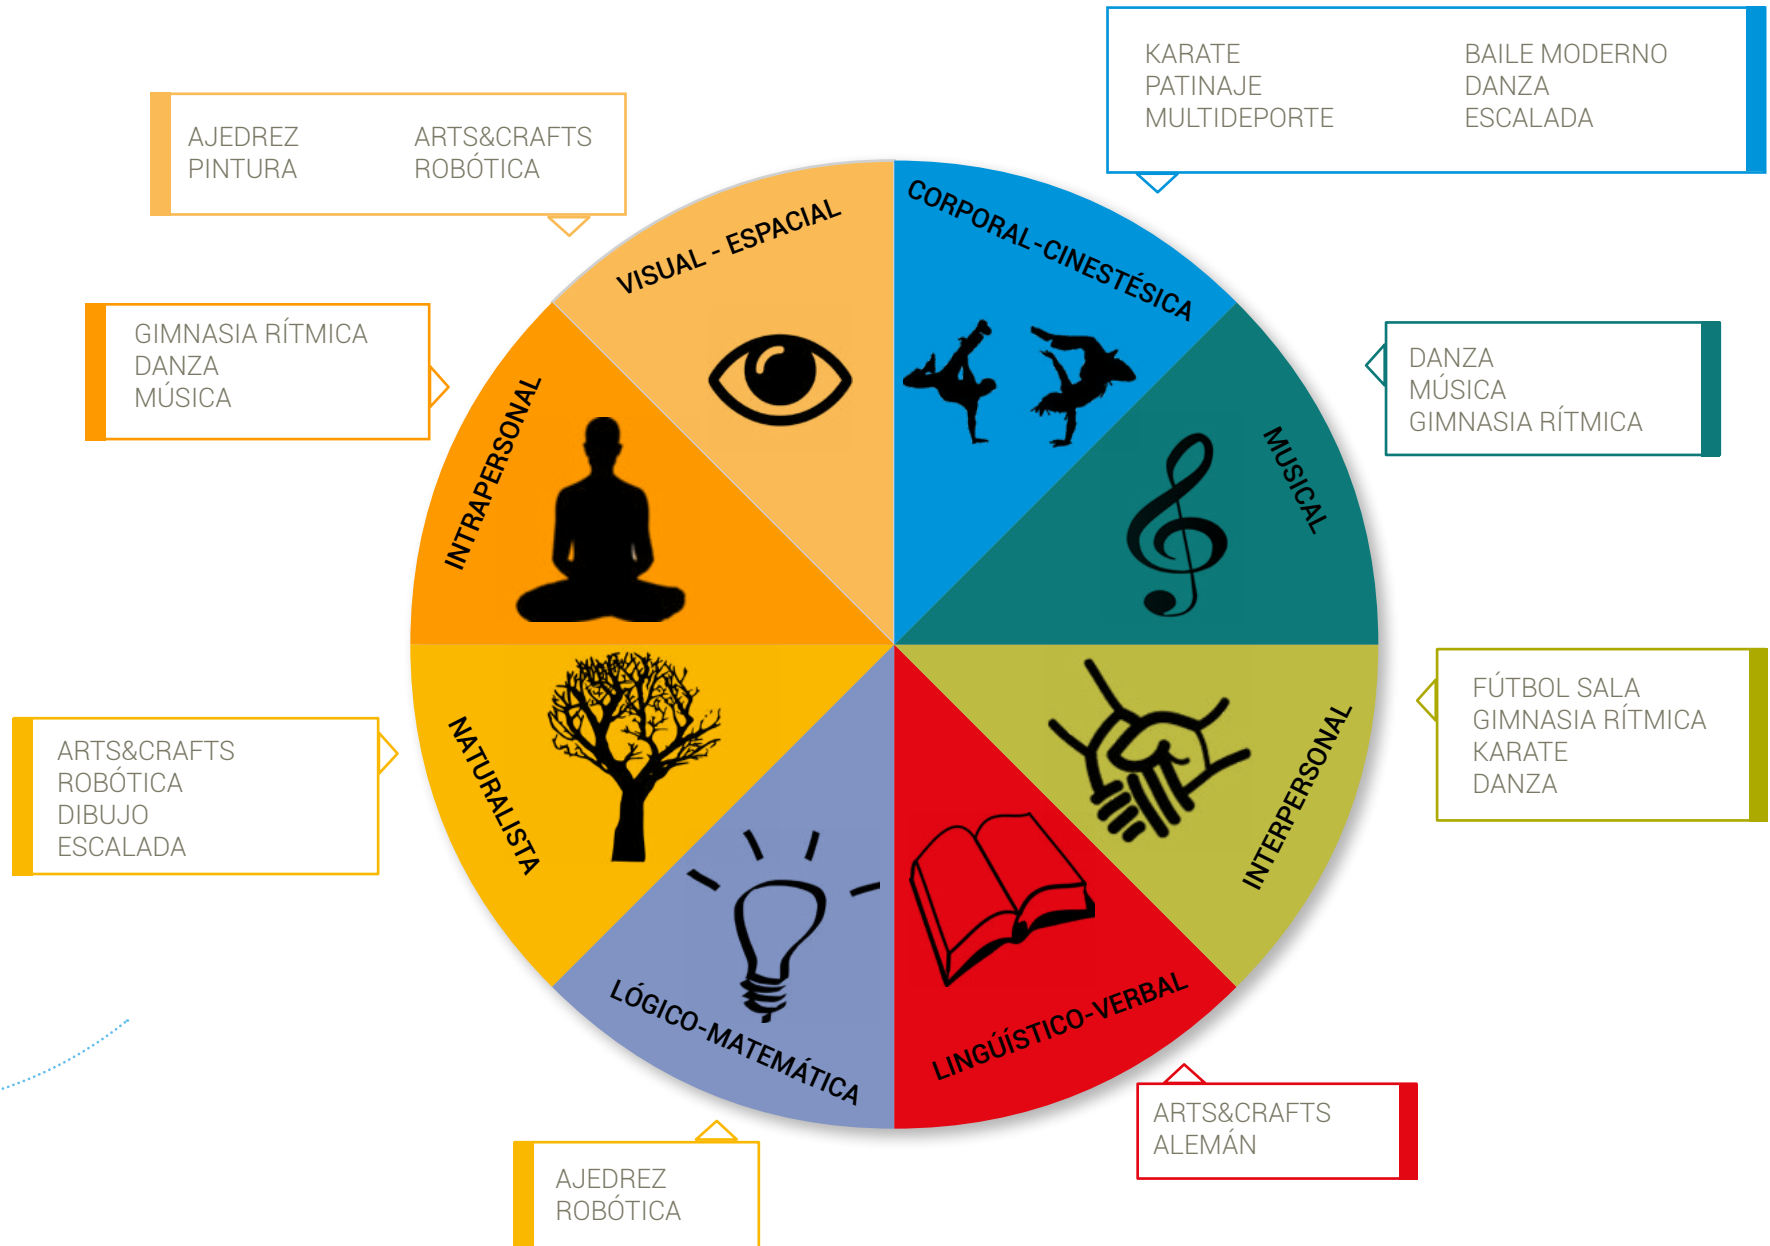 KARATE
PATINAJE
MULTIDEPORTE
BAILE MODERNO
DANZA
ESCALADA
AJEDREZ
PINTURA
ARTS&CRAFTS
ROBÓTICA
VISUAL - ESPACIAL
CORPORAL-CINESTÉSICA
GIMNASIA RÍTMICA
DANZA
MÚSICA
INTRAPERSONAL
MUSICAL
DANZA
MÚSICA
GIMNASIA RÍTMICA
ARTS&CRAFTS
ROBÓTICA
DIBUJO
ESCALADA
NATURALISTA
INTERPERSONAL
FÚTBOL SALA
GIMNASIA RÍTMICA
KARATE
DANZA
LÓGICO-MATEMÁTICA
LINGÚÍSTICO-VERBAL
AJEDREZ
ROBÓTICA
ARTS&CRAFTS
ALEMÁN